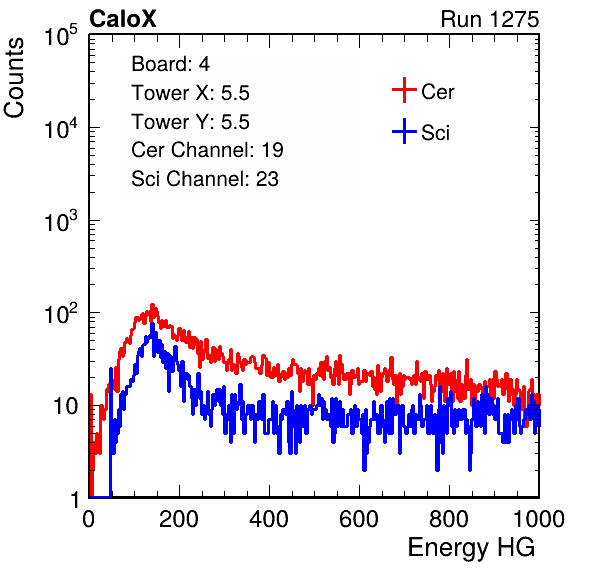 CaloX Run 1275
Counts
10^5
10^4
10^3
10^2
10
1
Board: 4
Tower X: 5.5
Tower Y: 5.5
Cer Channel: 19
Sci Channel: 23
Cer
Sci
0 200 400 600 800 1000
Energy HG